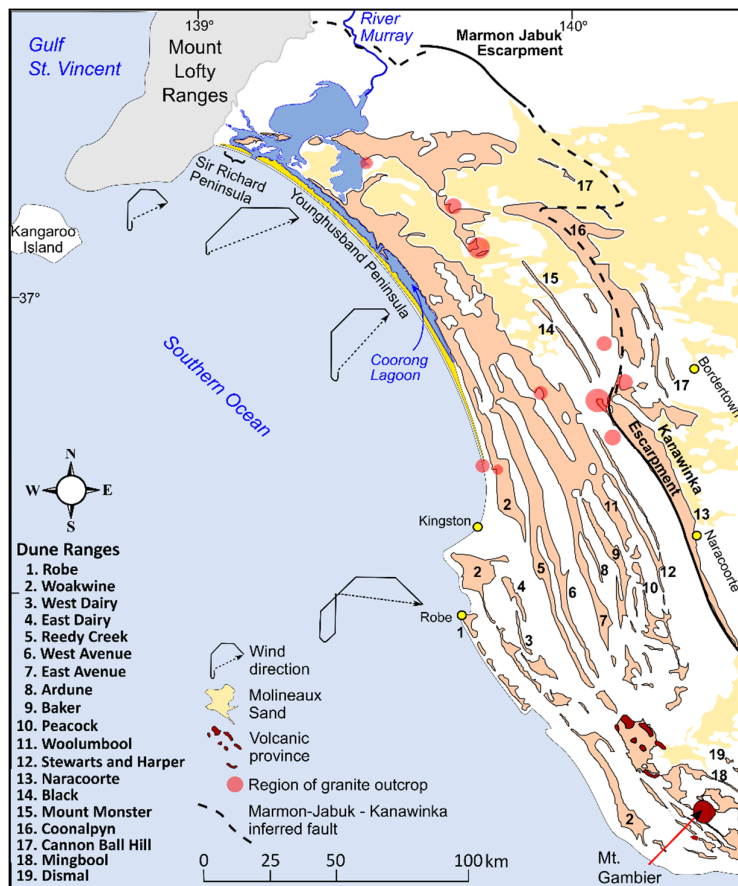 139°
140°
Gulf
St. Vincent
Mount
Lofty
Ranges
River
Murray
Marmon Jabuk
Escarpment
17
Sir Richard
Peninsula
Younghusband Peninsula
16
Kangaroo
Island
15
37°
14
Coorong
Lagoon
Southern Ocean
17
Bordertown
Kanawinka
Escarpment
N
W
E
S
13
Naracoorte
Kingston
2
11
9
5
8
10
12
2
4
6
7
Robe
1
3
Dune Ranges
1. Robe
2. Woakwine
3. West Dairy
4. East Dairy
5. Reedy Creek
6. West Avenue
7. East Avenue
8. Ardune
9. Baker
10. Peacock
11. Woolumbool
12. Stewarts and Harper
13. Naracoorte
14. Black
15. Mount Monster
16. Coonalpyn
17. Cannon Ball Hill
18. Mingbool
19. Dismal
Wind
direction
Molineaux
Sand
Volcanic
province
Region of granite outcrop
Marmon-Jabuk - Kanawinka
inferred fault
0 25 50 100 km
19
18
2
Mt.
Gambier